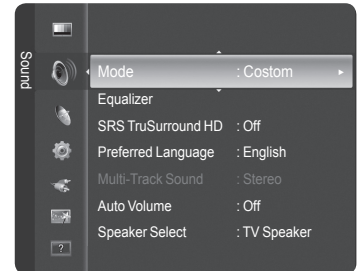 Sound
Mode : Costom
Equalizer
SRS TruSurround HD : Off
Preferred Language : English
Multi-Track Sound : Stereo
Auto Volume : Off
Speaker Select : TV Speaker
?